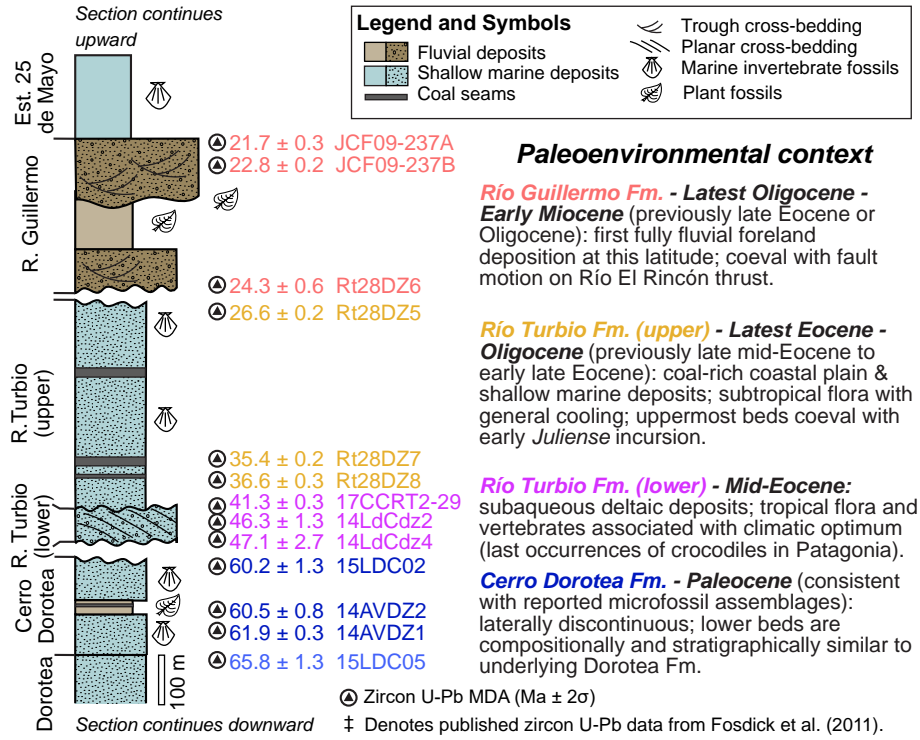 Section continues
upward
Legend and Symbols
Fluvial deposits
Shallow marine deposits
Coal seams
Trough cross-bedding
Planar cross-bedding
Marine invertebrate fossils
Plant fossils
Est. 25
de Mayo
R. Guillermo
R. Turbio
(upper)
R. Turbio
(lower)
Cerro
Dorotea
Dorotea
21.7 ± 0.3 JCF09-237A
22.8 ± 0.2 JCF09-237B
24.3 ± 0.6 Rt28DZ6
26.6 ± 0.2 Rt28DZ5
35.4 ± 0.2 Rt28DZ7
36.6 ± 0.3 Rt28DZ8
41.3 ± 0.3 17CCRT2-29
46.3 ± 1.3 14LdCdz2
47.1 ± 2.7 14LdCdz4
60.2 ± 1.3 15LDC02
60.5 ± 0.8 14AVDZ2
61.9 ± 0.3 14AVDZ1
65.8 ± 1.3 15LDC05
100 m
Paleoenvironmental context
Río Guillermo Fm. - Latest Oligocene -
Early Miocene (previously late Eocene or
Oligocene): first fully fluvial foreland
deposition at this latitude; coeval with fault
motion on Río El Rincón thrust.
Río Turbio Fm. (upper) - Latest Eocene -
Oligocene (previously late mid-Eocene to
early late Eocene): coal-rich coastal plain &
shallow marine deposits; subtropical flora with
general cooling; uppermost beds coeval with
early Juliense incursion.
Río Turbio Fm. (lower) - Mid-Eocene:
subaqueous deltaic deposits; tropical flora and
vertebrates associated with climatic optimum
(last occurrences of crocodiles in Patagonia).
Cerro Dorotea Fm. - Paleocene (consistent
with reported microfossil assemblages):
laterally discontinuous; lower beds are
compositionally and stratigraphically similar to
underlying Dorotea Fm.
Zircon U-Pb MDA (Ma ± 2σ)
Section continues downward
‡ Denotes published zircon U-Pb data from Fosdick et al. (2011).